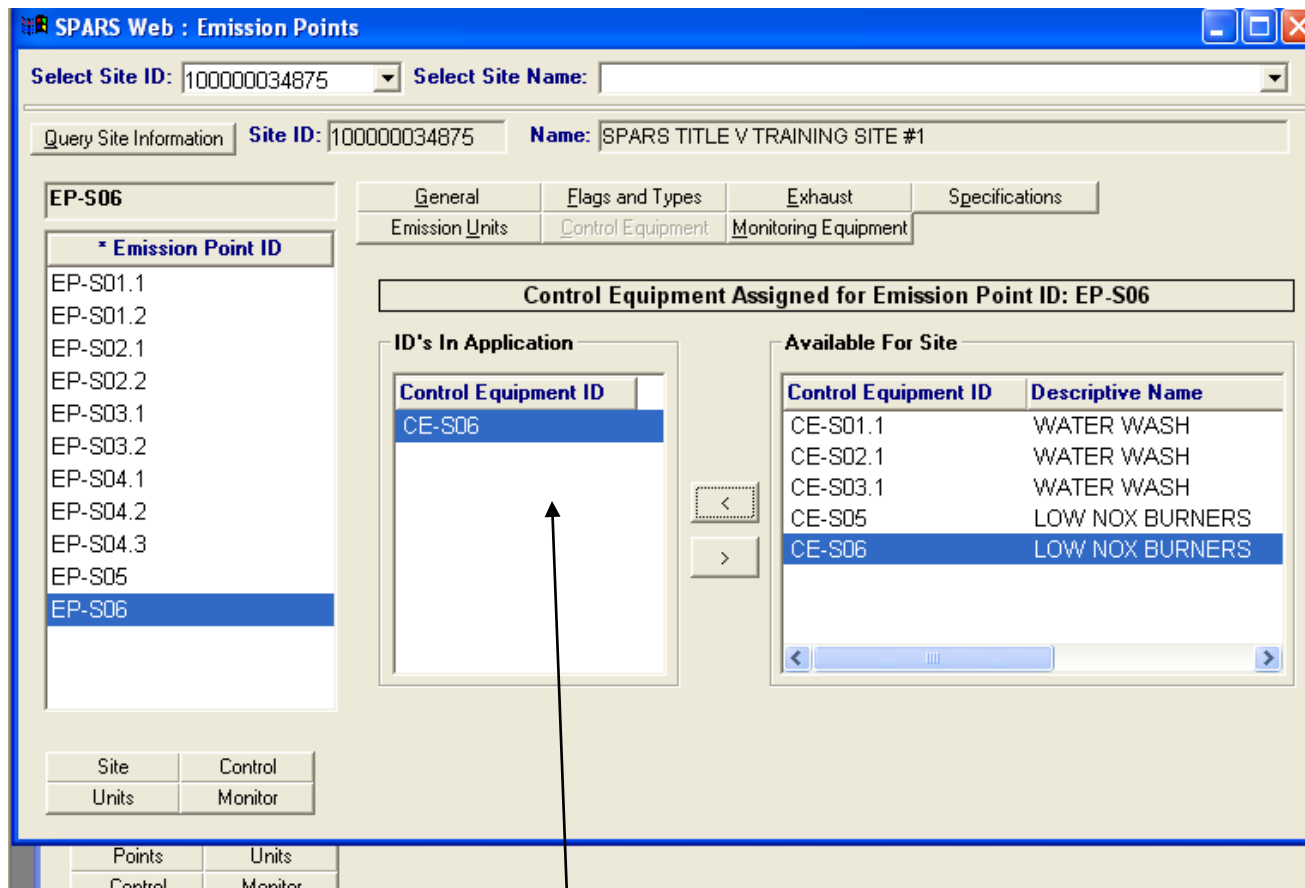 SPARS Web : Emission Points
Select Site ID: 100000034875 Select Site Name:
Query Site Information Site ID: 100000034875 Name: SPARS TITLE V TRAINING SITE #1
EP-S06
General Flags and Types Exhaust Specifications
Emission Units Control Equipment Monitoring Equipment
* Emission Point ID
EP-S01.1
EP-S01.2
EP-S02.1
EP-S02.2
EP-S03.1
EP-S03.2
EP-S04.1
EP-S04.2
EP-S04.3
EP-S05
EP-S06
Control Equipment Assigned for Emission Point ID: EP-S06
ID's In Application
Control Equipment ID
CE-S06
<
>
Available For Site
Control Equipment ID Descriptive Name
CE-S01.1 WATER WASH
CE-S02.1 WATER WASH
CE-S03.1 WATER WASH
CE-S05 LOW NOX BURNERS
CE-S06 LOW NOX BURNERS
Site Control
Units Monitor
Points Units
Control Monitor